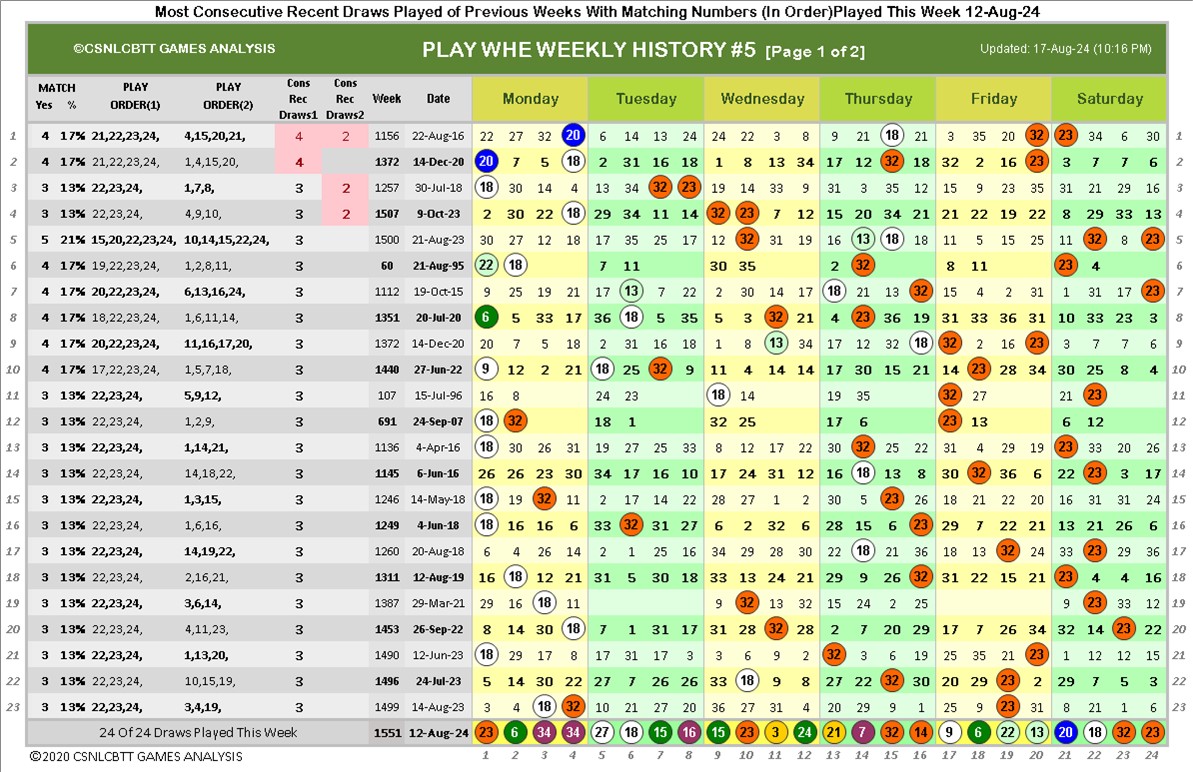 Most Consecutive Recent Draws Played of Previous Weeks With Matching Numbers (In Order)Played This Week 12-Aug-24
©CSNLCBTT GAMES ANALYSIS PLAY WHE WEEKLY HISTORY #5 [Page 1 of 2] Updated: 17-Aug-24 (10:16 PM)
MATCH Yes % PLAY ORDER(1) PLAY ORDER(2) Cons Rec Draws1 Cons Rec Draws2 Week Date Monday Tuesday Wednesday Thursday Friday Saturday
1 4 17% 21,22,23,24, 4,15,20,21, 4 2 1156 22-Aug-16 22 27 32 20 6 14 13 24 24 22 3 8 9 21 18 21 3 35 20 32 23 34 6 30 1
2 4 17% 21,22,23,24, 1,4,15,20, 4 1372 14-Dec-20 20 7 5 18 2 31 16 18 1 8 13 34 17 12 32 18 32 2 16 23 3 7 7 6 2
3 3 13% 22,23,24, 1,7,8, 3 2 1257 30-Jul-18 18 30 14 4 13 34 32 23 19 14 33 9 31 3 35 12 15 9 23 35 31 21 29 16 3
4 13% 22,23,24, 4,9,10, 3 2 1507 9-Oct-23 2 30 22 18 29 34 11 14 32 23 7 12 15 20 34 21 21 22 19 22 8 29 33 13 4
5 5 21% 15,20,22,23,24, 10,14,15,22,24, 3 1500 21-Aug-23 30 27 12 18 17 35 25 17 12 32 31 19 16 13 18 18 11 5 15 25 11 32 8 23 5
6 4 17% 19,22,23,24, 1,2,8,11, 3 60 21-Aug-95 22 18 7 11 30 35 2 32 8 11 23 4 6
7 4 17% 20,22,23,24, 6,13,16,24, 3 1112 19-Oct-15 9 25 19 21 17 13 7 22 2 30 14 17 18 21 13 32 15 4 2 31 1 31 17 23 7
8 4 17% 18,22,23,24, 1,6,11,14, 3 1351 20-Jul-20 6 5 33 17 36 18 5 35 5 3 32 21 4 23 36 19 31 33 36 31 10 33 23 3 8
9 4 17% 20,22,23,24, 11,16,17,20, 3 1372 14-Dec-20 20 7 5 18 2 31 16 18 1 8 13 34 17 12 32 18 32 2 16 23 3 7 7 6 9
10 4 17% 17,22,23,24, 1,5,7,18, 3 1440 27-Jun-22 9 12 2 21 18 25 32 9 11 4 14 14 17 30 15 21 14 23 28 34 30 25 8 4 10
11 3 13% 22,23,24, 5,9,12, 3 107 15-Jul-96 16 8 24 23 18 14 19 35 32 27 21 23 11
12 3 13% 22,23,24, 1,2,9, 3 691 24-Sep-07 18 32 18 1 32 25 17 6 23 13 6 12 12
13 3 13% 22,23,24, 1,14,21, 3 1136 4-Apr-16 18 30 26 31 19 27 25 33 8 12 17 22 30 32 25 30 31 4 29 19 23 33 20 13 13
14 3 13% 22,23,24, 14,18,22, 3 1145 6-Jun-16 26 26 23 30 34 17 16 10 17 24 31 12 16 18 13 8 30 32 36 6 22 23 3 17 14
15 3 13% 22,23,24, 1,3,15, 3 1246 14-May-18 18 19 32 11 2 17 14 22 28 27 1 2 30 5 23 26 18 21 22 20 16 31 31 24 15
16 3 13% 22,23,24, 1,6,16, 3 1249 4-Jun-18 18 16 16 6 33 32 31 27 6 2 32 6 28 15 6 23 29 7 22 21 13 21 26 6 16
17 3 13% 22,23,24, 14,19,22, 3 1260 20-Aug-18 6 4 26 14 2 1 25 16 34 29 28 30 22 18 21 36 18 13 32 24 33 23 29 36 17
18 3 13% 22,23,24, 2,16,21, 3 1311 12-Aug-19 16 18 12 21 31 5 30 18 33 13 24 21 29 9 26 32 31 22 15 21 23 4 4 16 18
19 3 13% 22,23,24, 3,6,14, 3 1387 29-Mar-21 29 16 18 11 9 32 13 32 15 24 2 25 9 23 33 12 19
20 3 13% 22,23,24, 4,11,23, 3 1453 26-Sep-22 8 14 30 18 7 1 31 17 31 28 32 28 2 7 20 29 17 7 26 34 32 14 23 22 20
21 3 13% 22,23,24, 1,13,20, 3 1490 12-Jun-23 18 29 17 8 17 31 17 3 3 6 9 2 32 3 6 19 25 35 21 23 1 12 12 15 21
22 3 13% 22,23,24, 10,15,19, 3 1496 24-Jul-23 5 14 30 22 27 7 26 26 33 18 9 8 27 22 32 30 20 29 23 2 29 7 5 3 22
23 3 13% 22,23,24, 3,4,19, 3 1499 14-Aug-23 3 4 18 32 10 21 27 20 36 27 31 4 20 29 9 1 25 9 23 31 8 21 1 6 23
24 Of 24 Draws Played This Week 1551 12-Aug-24 23 6 34 34 27 18 15 16 15 23 3 24 21 7 32 14 9 6 22 13 20 18 32 23
©2020 CSNLCBTT GAMES ANALYSIS 1 2 3 4 5 6 7 8 9 10 11 12 13 14 15 16 17 18 19 20 21 22 23 24